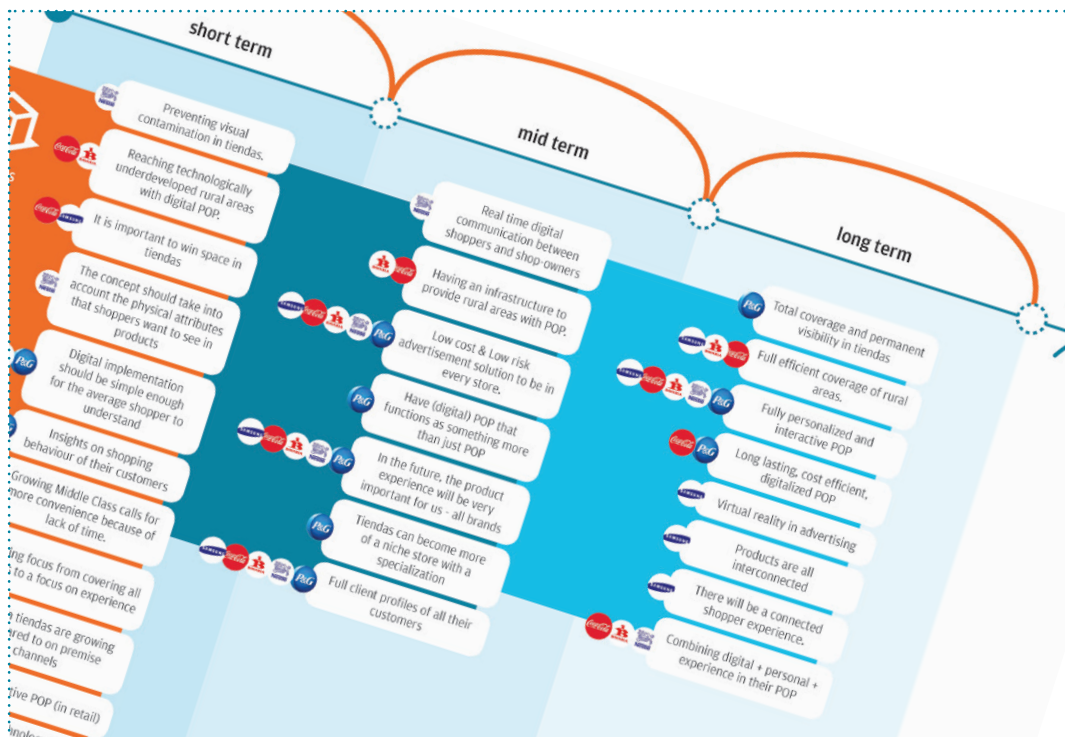 short term
Preventing visual
contamination in tiendas.
Reaching technologically
underdeveloped rural areas
with digital POP.
It is important to win space in
tiendas
The concept should take into
account the physical attributes
that shoppers want to see in
products
Digital implementation
should be simple enough
for the average shopper to
understand
Insights on shopping
behaviour of their customers
Growing Middle Class calls for
more convenience because of
lack of time.
focus from covering all
to a focus on experience
tiendas are growing
to on premise
channels
POP (in retail)
mid term
Real time digital
communication between
shoppers and shop-owners
Having an infrastructure to
provide rural areas with POP.
Low cost & Low risk
advertisement solution to be in
every store.
Have (digital) POP that
functions as something more
than just POP
In the future, the product
experience will be very
important for us - all brands
Tiendas can become more
of a niche store with a
specialization
Full client profiles of all their
customers
long term
Total coverage and permanent
visibility in tiendas
Full efficient coverage of rural
areas.
Fully personalized and
interactive POP
Long lasting, cost efficient,
digitalized POP
Virtual reality in advertising
Products are all
interconnected
There will be a connected
shopper experience.
Combining digital + personal +
experience in their POP